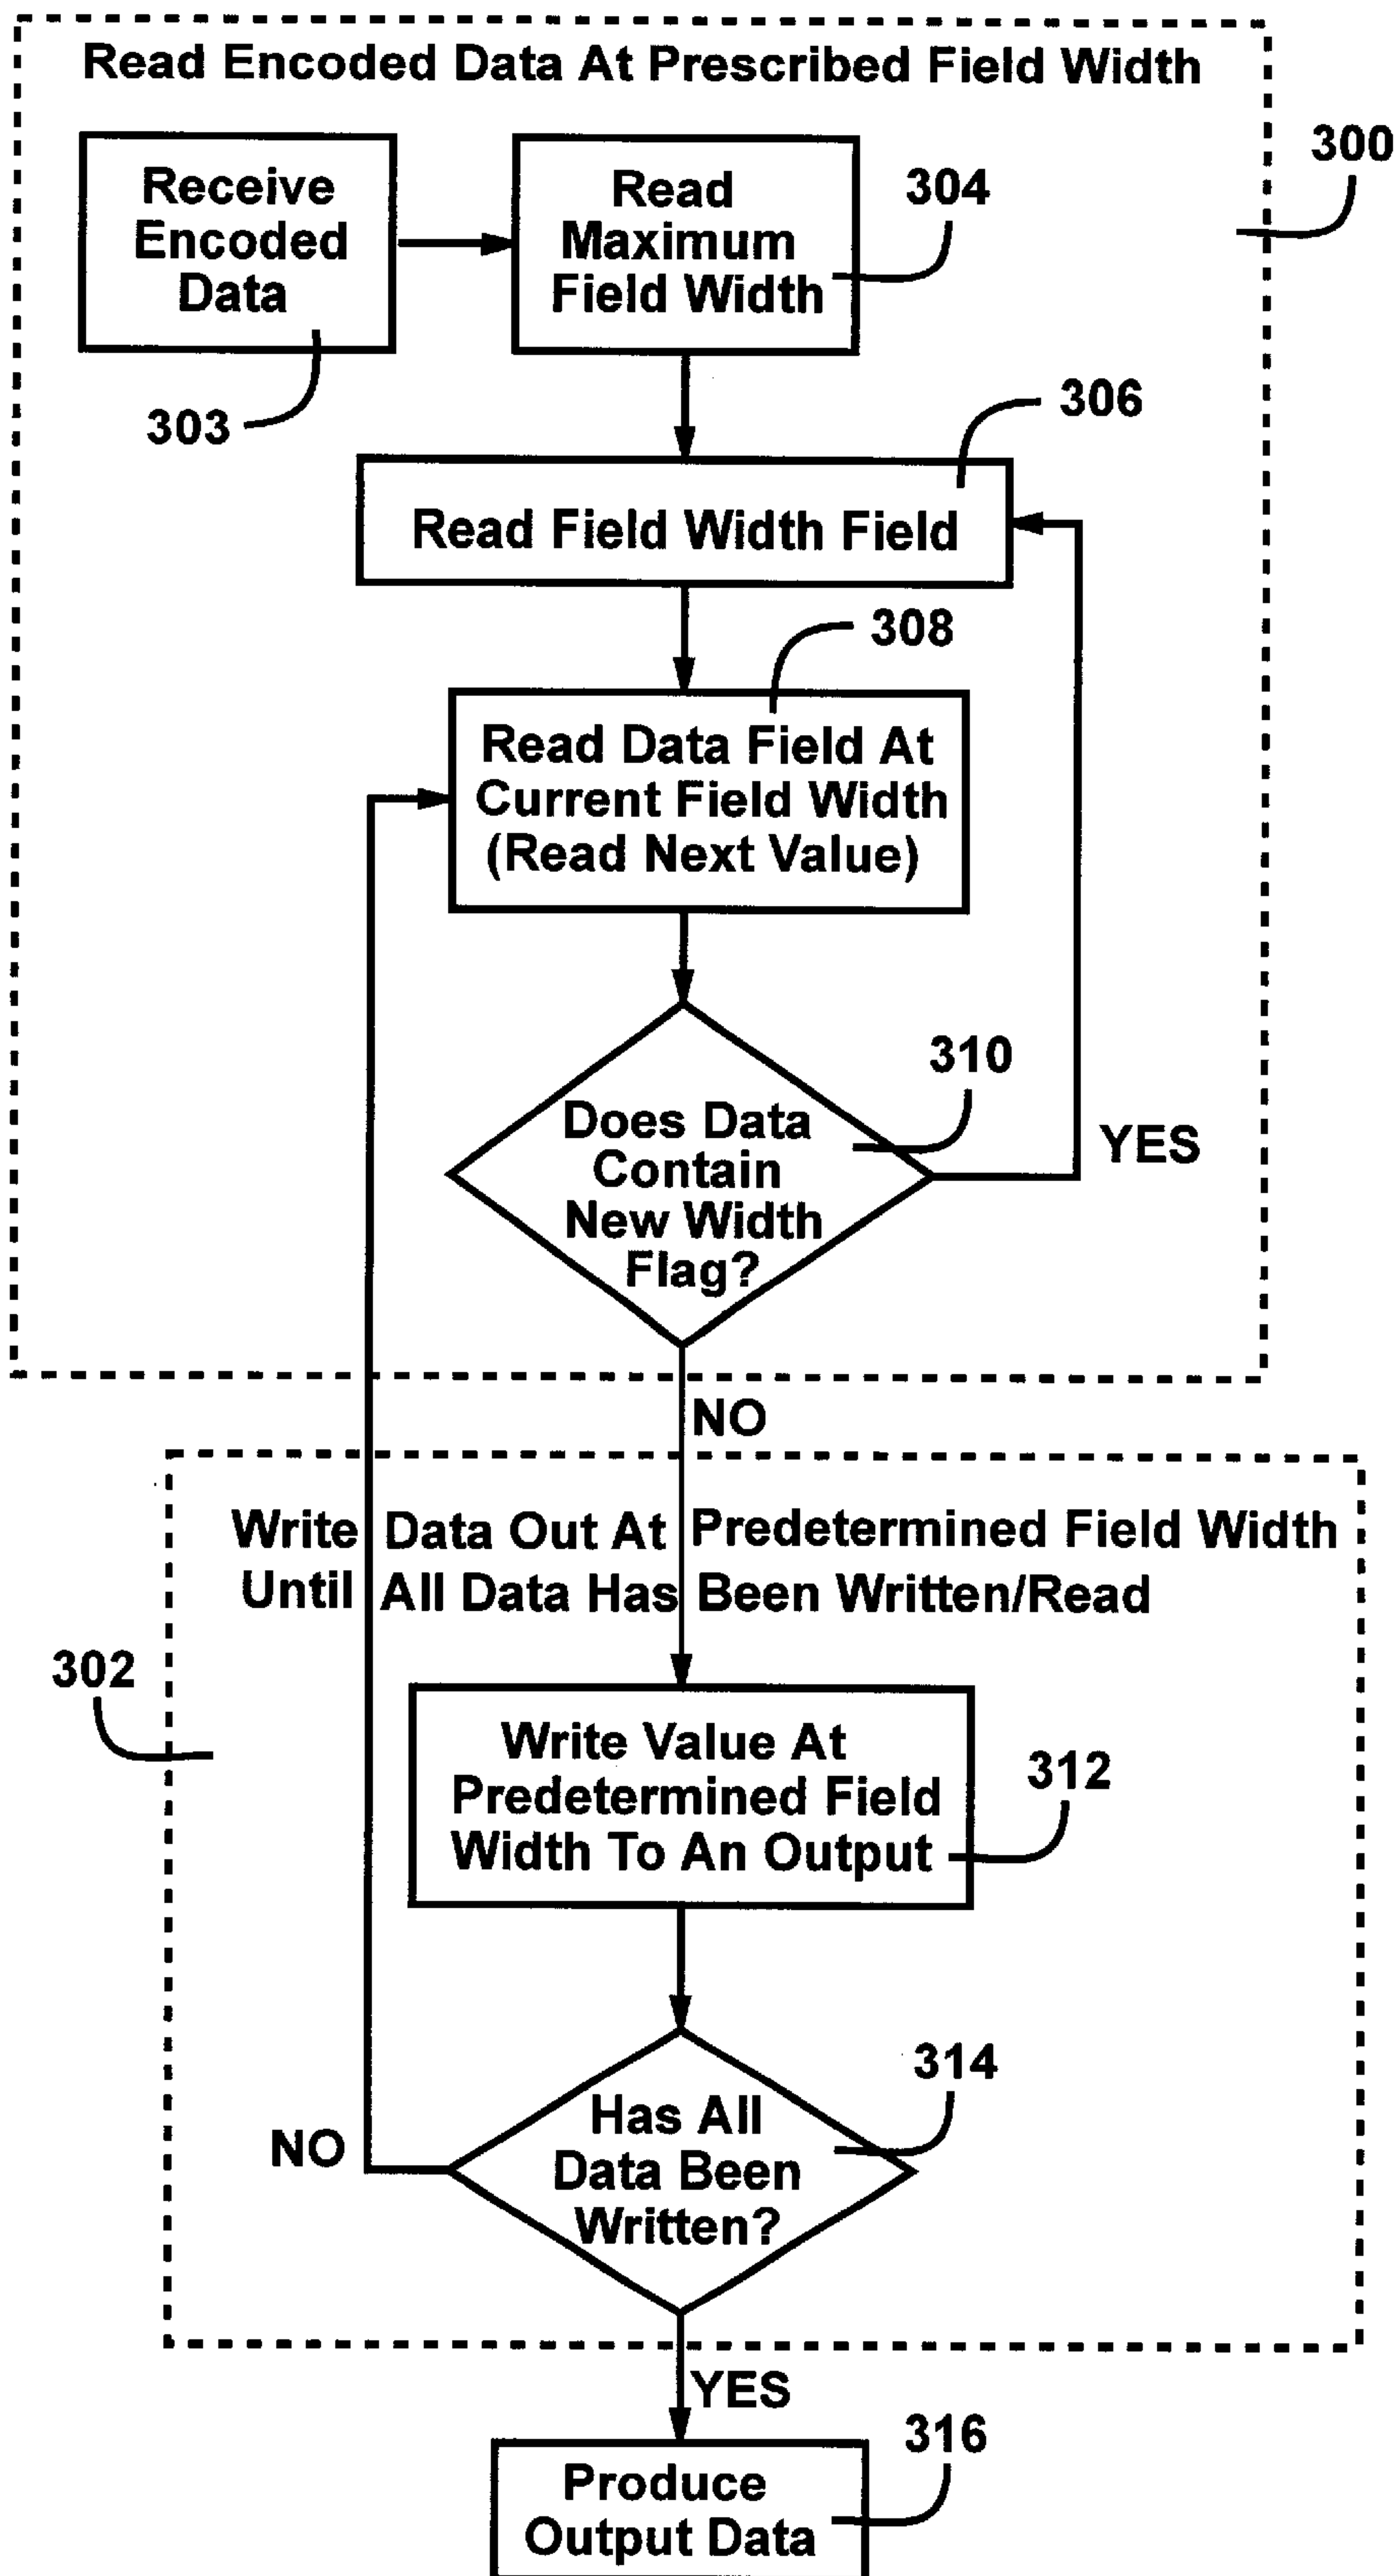 Read Encoded Data At Prescribed Field Width
300
Receive
Encoded
Data
303
Read
Maximum
Field Width
304
306
Read Field Width Field
308
Read Data Field At
Current Field Width
(Read Next Value)
310
Does Data
Contain
New Width
Flag?
YES
NO
Write Data Out At Predetermined Field Width
Until All Data Has Been Written/Read
302
Write Value At
Predetermined Field
Width To An Output
312
314
Has All
Data Been
Written?
NO
YES
316
Produce
Output Data